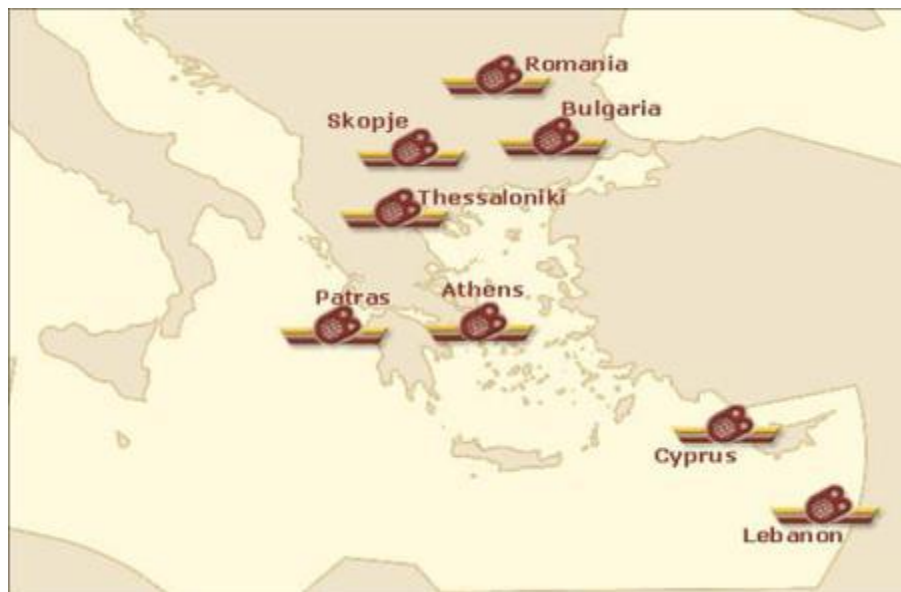 Romania
Bulgaria
Skopje
Thessaloniki
Patras
Athens
Cyprus
Lebanon